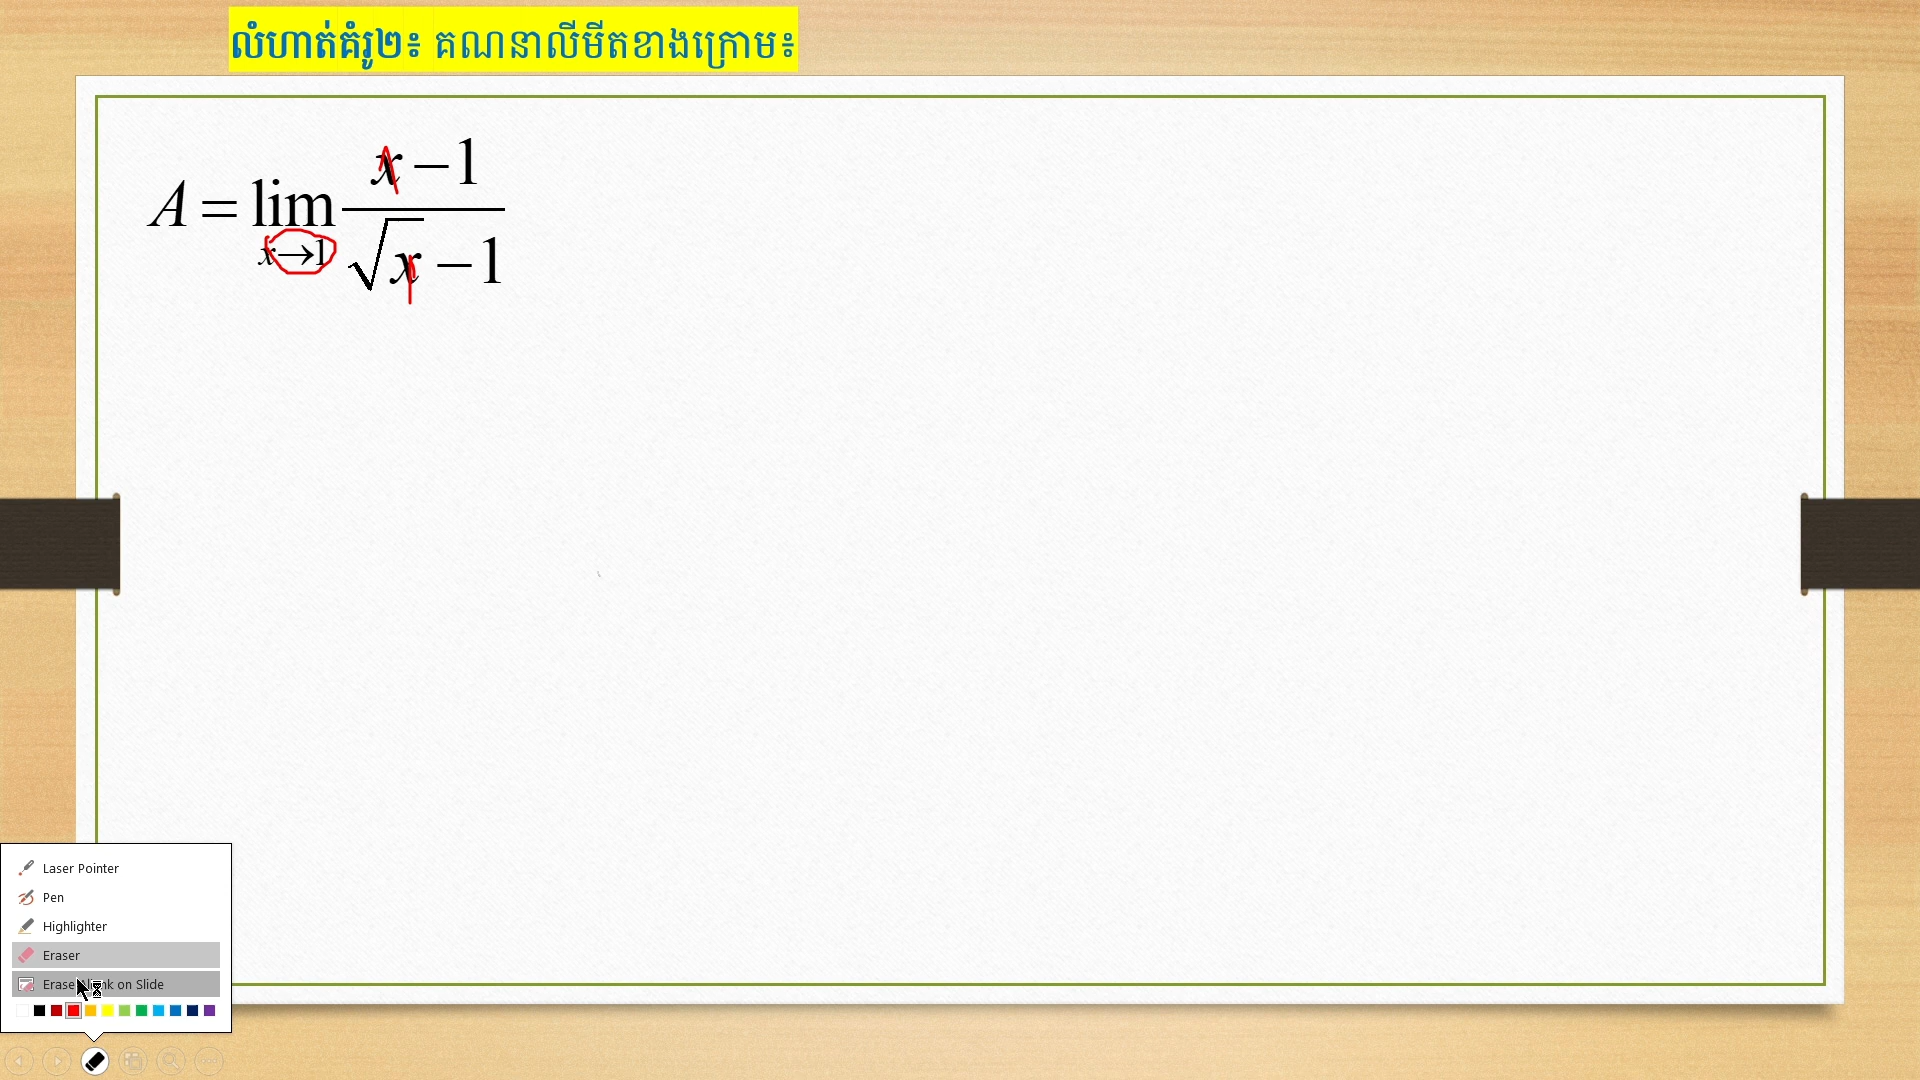 លំហាត់គំរូ២៖ គណនាលីមីតខាងក្រោម៖
A = lim x→1 (x − 1)/(√x − 1)
Laser Pointer
Pen
Highlighter
Eraser
Erase All Ink on Slide